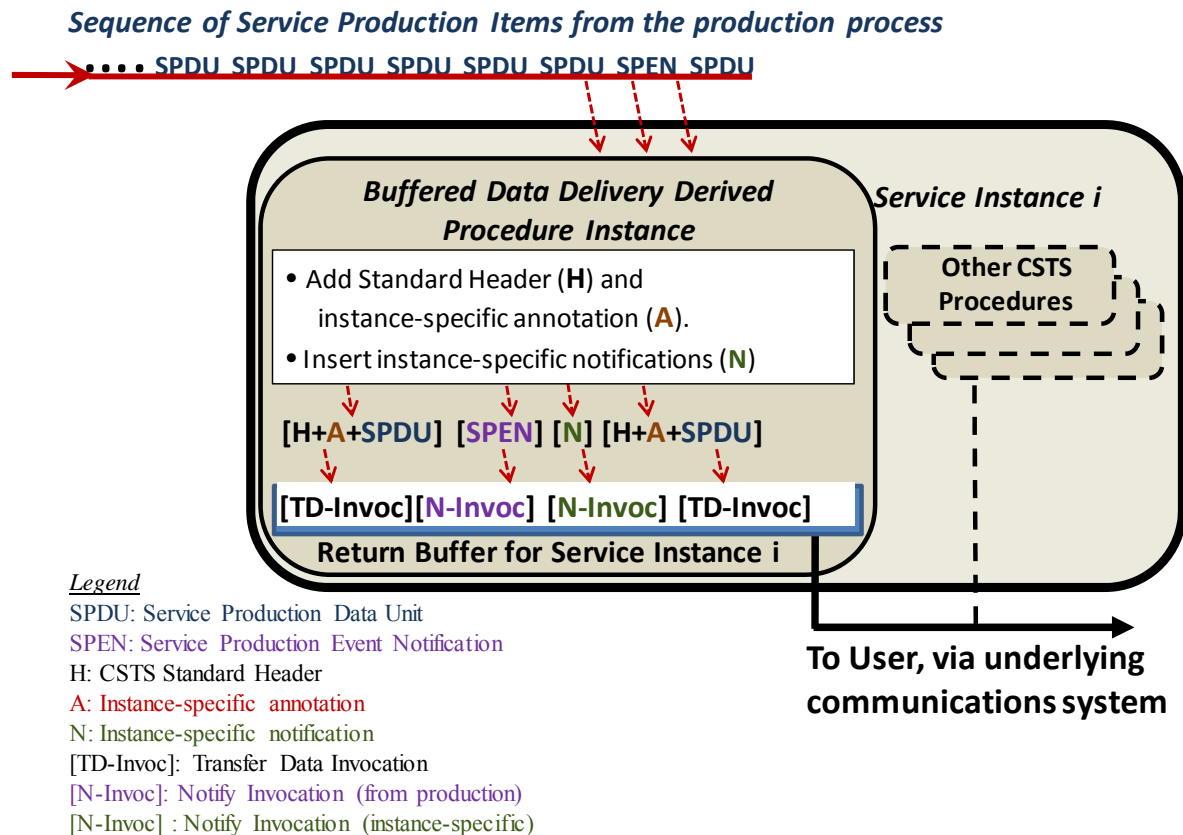 Sequence of Service Production Items from the production process
.... SPDU SPDU SPDU SPDU SPDU SPDU SPEN SPDU
Buffered Data Delivery Derived
Procedure Instance
Service Instance i
• Add Standard Header (H) and
instance-specific annotation (A).
• Insert instance-specific notifications (N)
Other CSTS
Procedures
[H+A+SPDU] [SPEN] [N] [H+A+SPDU]
[TD-Invoc][N-Invoc] [N-Invoc] [TD-Invoc]
Return Buffer for Service Instance i
To User, via underlying
communications system
Legend
SPDU: Service Production Data Unit
SPEN: Service Production Event Notification
H: CSTS Standard Header
A: Instance-specific annotation
N: Instance-specific notification
[TD-Invoc]: Transfer Data Invocation
[N-Invoc]: Notify Invocation (from production)
[N-Invoc] : Notify Invocation (instance-specific)